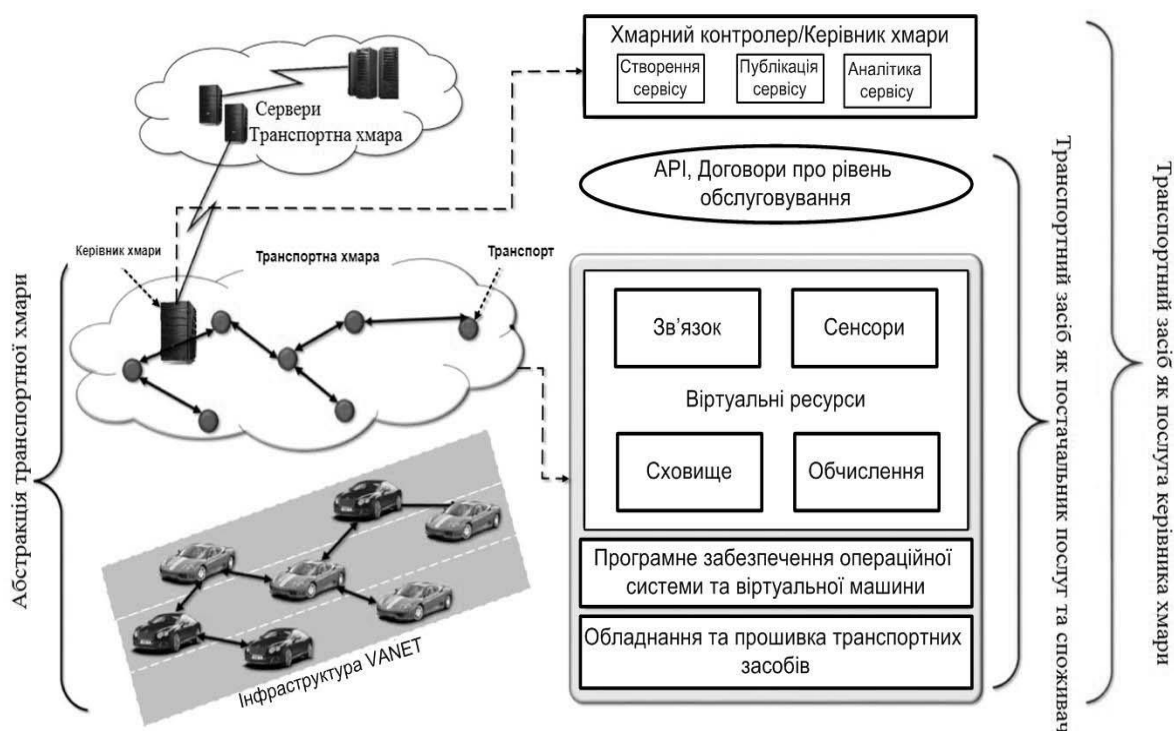 Хмарний контролер/Керівник хмари
Створення
сервісу
Публікація
сервісу
Аналітика
сервісу
Сервери
Транспортна хмара
API, Договори про рівень
обслуговування
Керівник хмари
Транспортна хмара
Транспорт
Зв’язок
Сенсори
Віртуальні ресурси
Сховище
Обчислення
Програмне забезпечення операційної
системи та віртуальної машини
Обладнання та прошивка транспортних
засобів
Інфраструктура VANET
Абстракція транспортної хмари
Транспортний засіб як постачальник послуг та споживач
Транспортний засіб як послуга керівника хмари